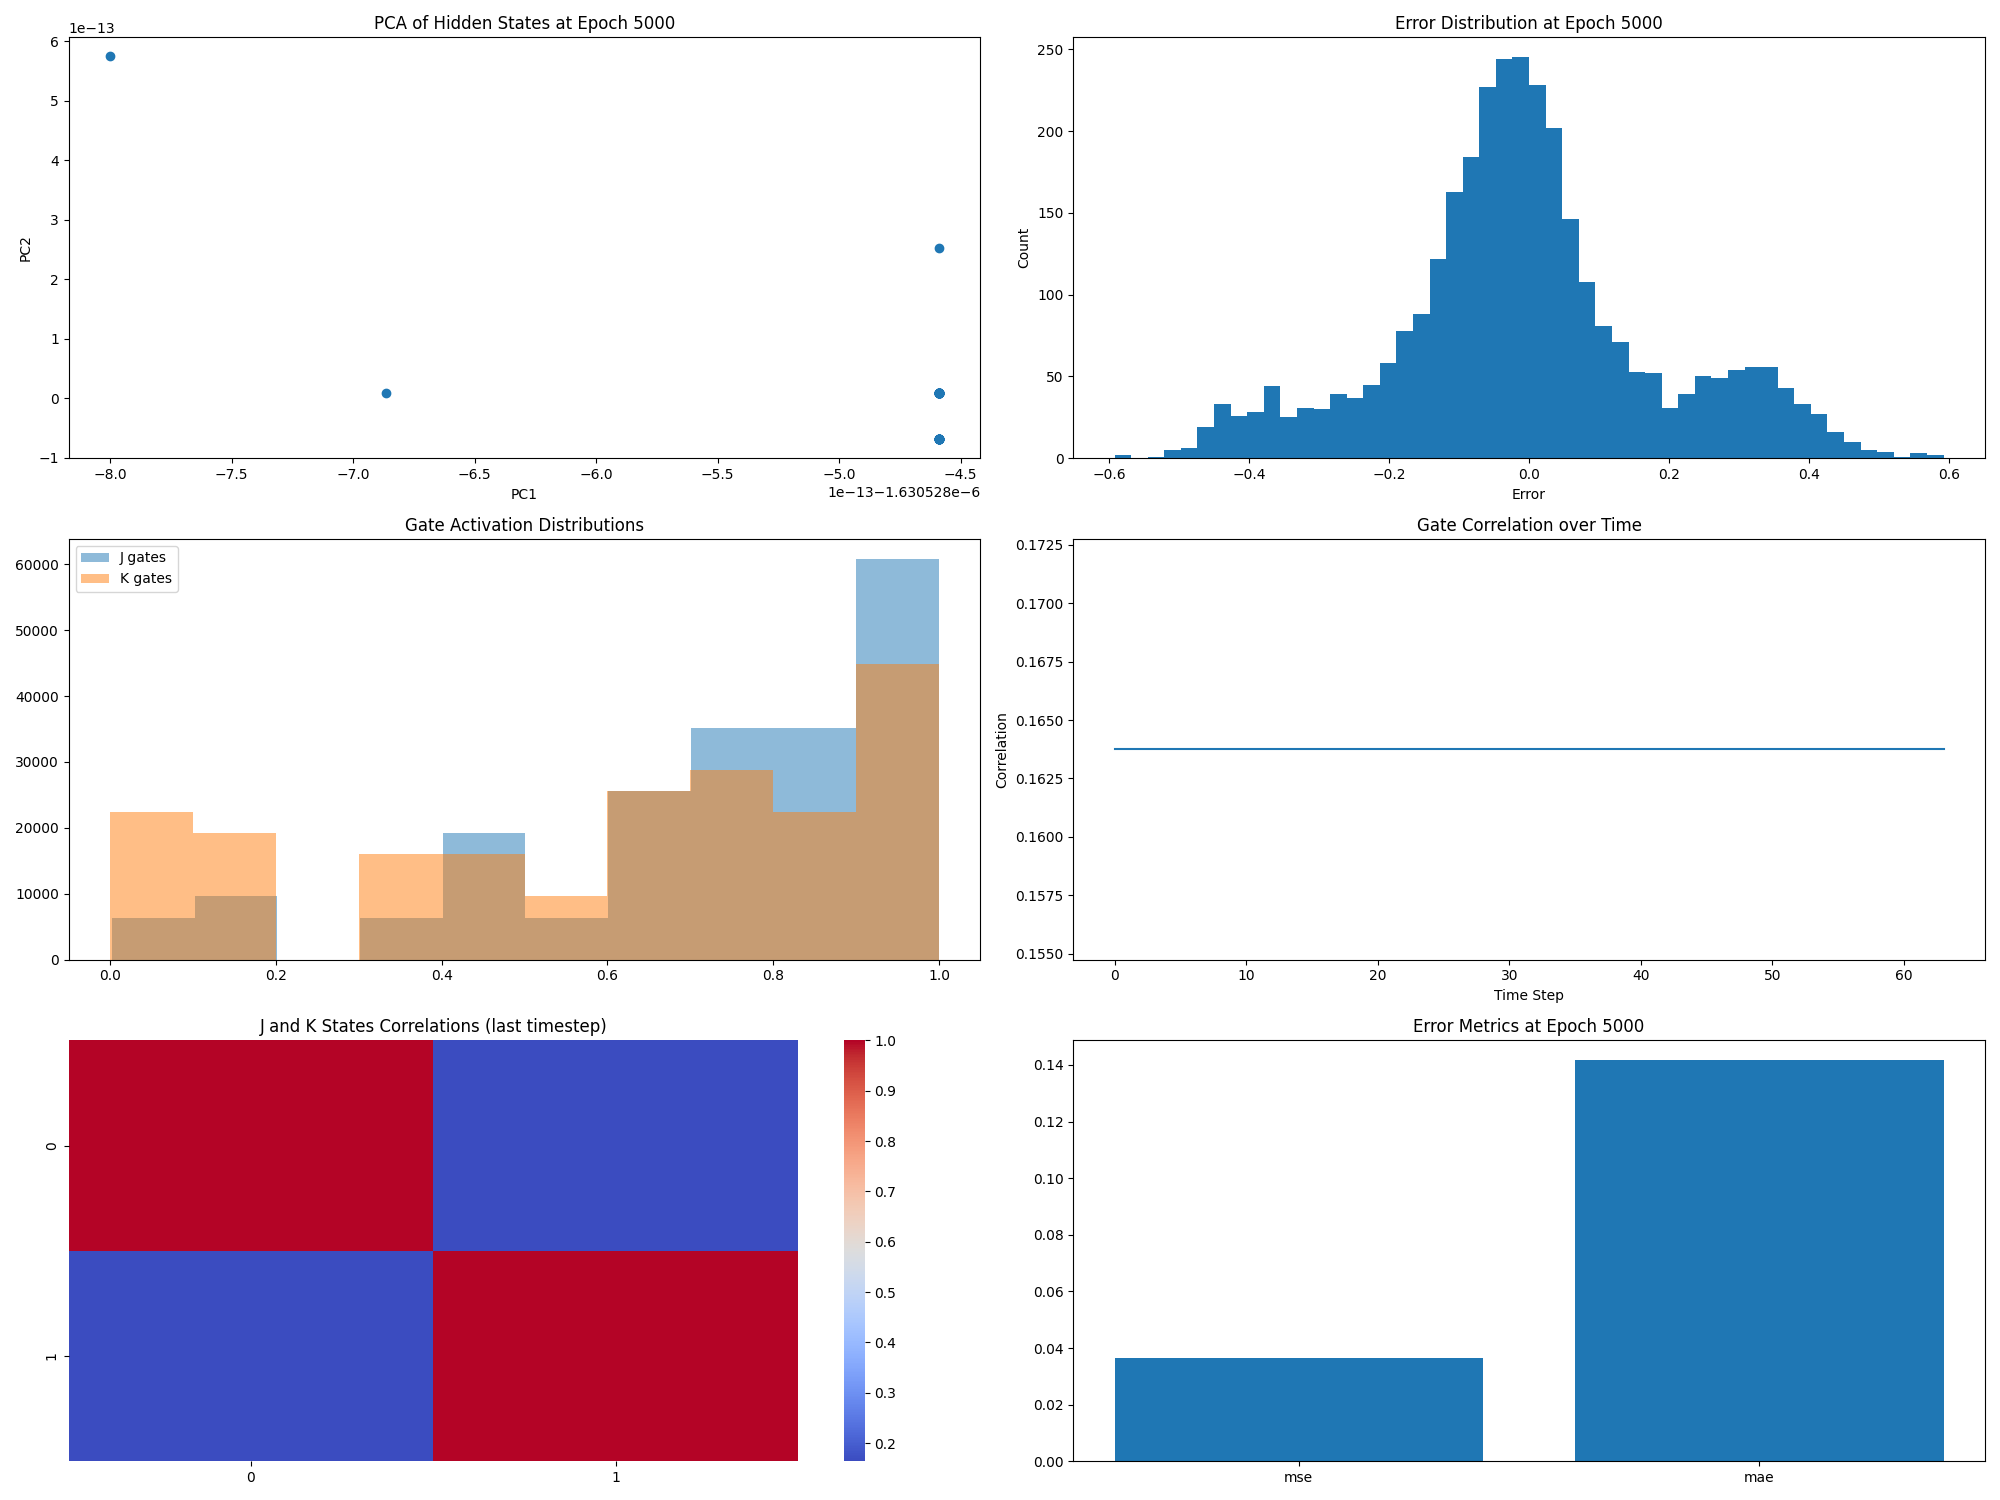 PCA of Hidden States at Epoch 5000
1e−13
6
5
4
3
2
1
0
−1
PC2
−8.0 −7.5 −7.0 −6.5 −6.0 −5.5 −5.0 −4.5
1e−13−1.630528e−6
PC1
Error Distribution at Epoch 5000
250
200
150
100
50
0
Count
−0.6 −0.4 −0.2 0.0 0.2 0.4 0.6
Error
Gate Activation Distributions
J gates
K gates
60000
50000
40000
30000
20000
10000
0
0.0 0.2 0.4 0.6 0.8 1.0
Gate Correlation over Time
0.1725
0.1700
0.1675
0.1650
0.1625
0.1600
0.1575
0.1550
Correlation
0 10 20 30 40 50 60
Time Step
J and K States Correlations (last timestep)
0
1
0 1
1.0
0.9
0.8
0.7
0.6
0.5
0.4
0.3
0.2
Error Metrics at Epoch 5000
0.14
0.12
0.10
0.08
0.06
0.04
0.02
0.00
mse mae